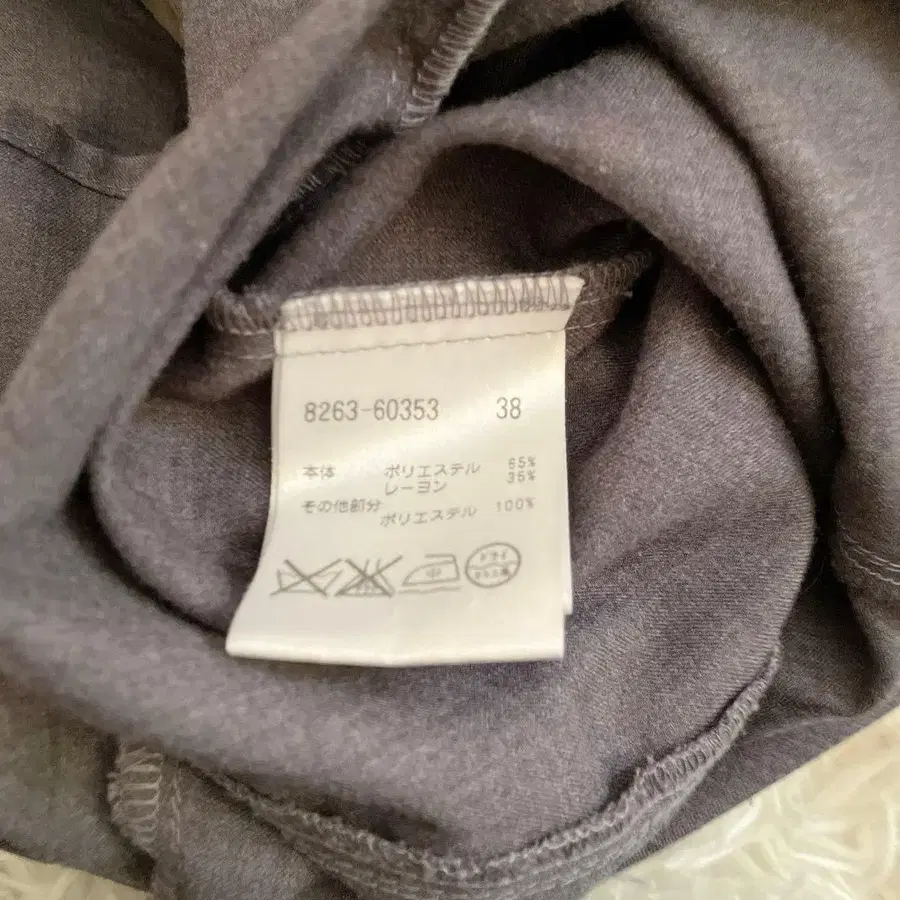 8263-60353 38
本体 ポリエステル 65%
レーヨン 35%
その他部分
ポリエステル 100%
中